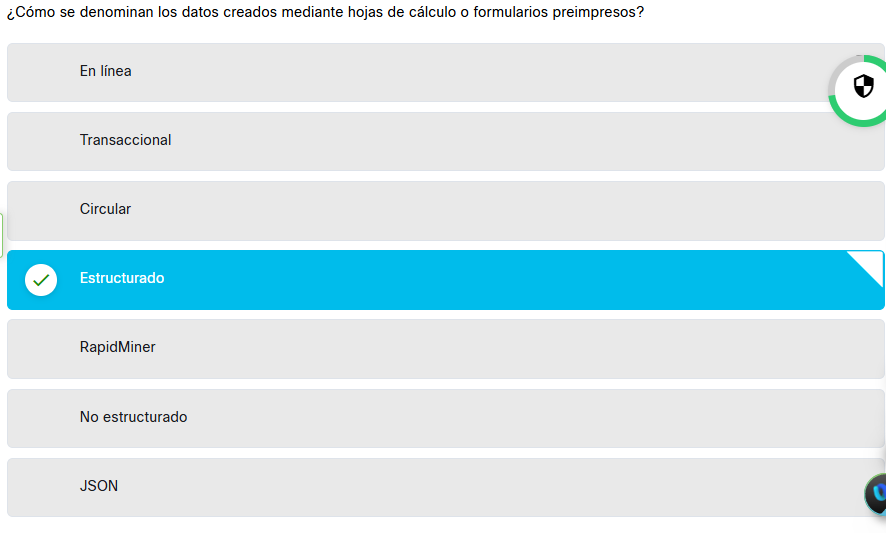 ¿Cómo se denominan los datos creados mediante hojas de cálculo o formularios preimpresos?
En línea
Transaccional
Circular
Estructurado
RapidMiner
No estructurado
JSON